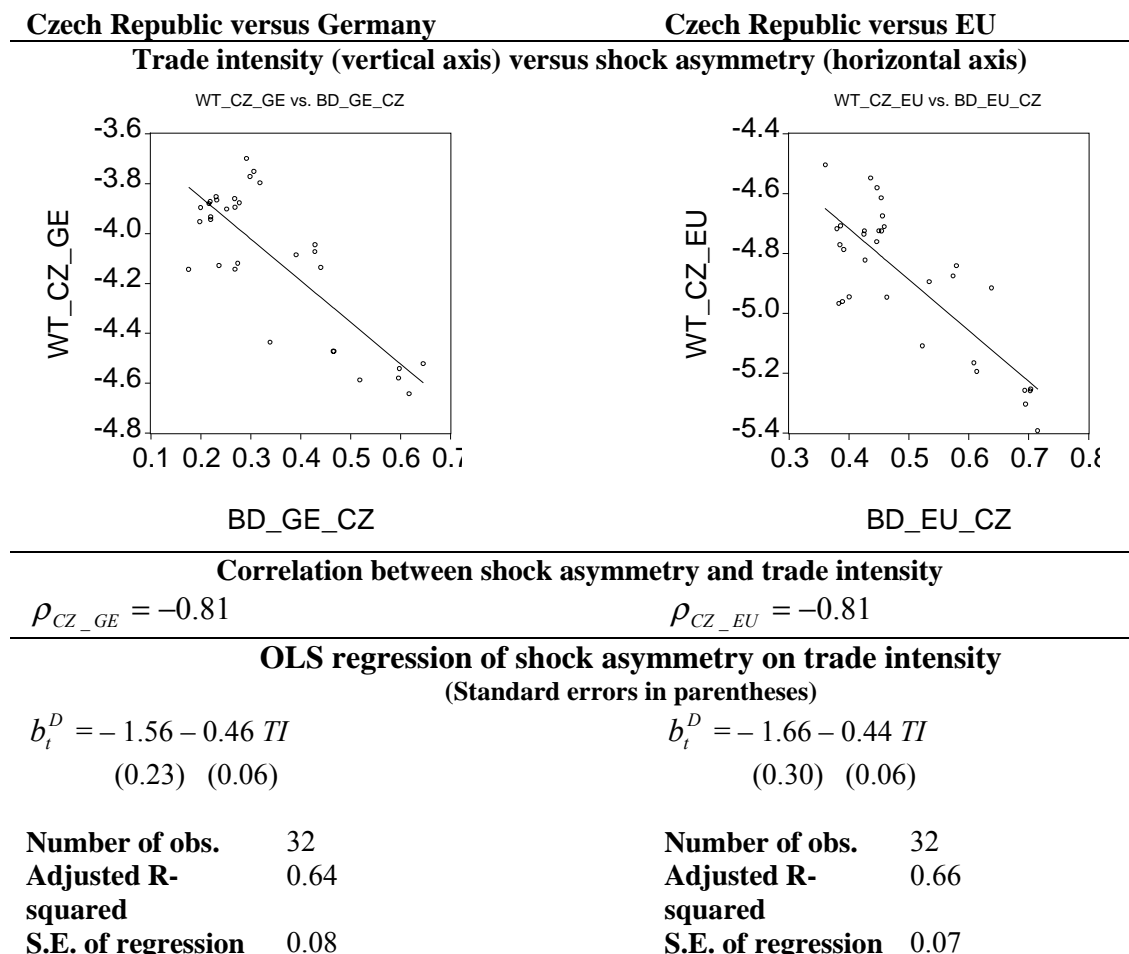 Czech Republic versus Germany Czech Republic versus EU
Trade intensity (vertical axis) versus shock asymmetry (horizontal axis)
WT_CZ_GE vs. BD_GE_CZ
-3.6
-3.8
-4.0
-4.2
-4.4
-4.6
-4.8
WT_CZ_GE
0.1 0.2 0.3 0.4 0.5 0.6
BD_GE_CZ
WT_CZ_EU vs. BD_EU_CZ
-4.4
-4.6
-4.8
-5.0
-5.2
-5.4
WT_CZ_EU
0.3 0.4 0.5 0.6 0.7
BD_EU_CZ
Correlation between shock asymmetry and trade intensity
ρ_{CZ_GE} = −0.81 ρ_{CZ_EU} = −0.81
OLS regression of shock asymmetry on trade intensity
(Standard errors in parentheses)
b_t^D = – 1.56 – 0.46 TI b_t^D = – 1.66 – 0.44 TI
(0.23) (0.06) (0.30) (0.06)
Number of obs. 32 Number of obs. 32
Adjusted R- 0.64 Adjusted R- 0.66
squared squared
S.E. of regression 0.08 S.E. of regression 0.07